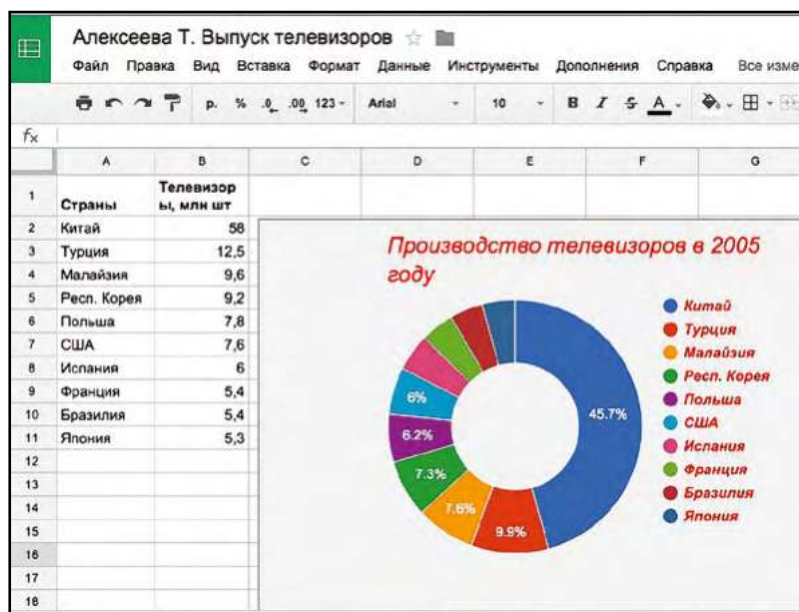 Алексеева Т. Выпуск телевизоров
Файл Правка Вид Вставка Формат Данные Инструменты Дополнения Справка Все изме
р. % .0 .00 123 Arial 10 B I S A
fx
A B C D E F G
1 Страны Телевизор
ы, млн шт
2 Китай 58
3 Турция 12,5
4 Малайзия 9,6
5 Респ. Корея 9,2
6 Польша 7,8
7 США 7,6
8 Испания 6
9 Франция 5,4
10 Бразилия 5,4
11 Япония 5,3
12
13
14
15
16
17
18
Производство телевизоров в 2005
году
45.7%
9.9%
7.6%
7.3%
6.2%
6%
Китай
Турция
Малайзия
Респ. Корея
Польша
США
Испания
Франция
Бразилия
Япония